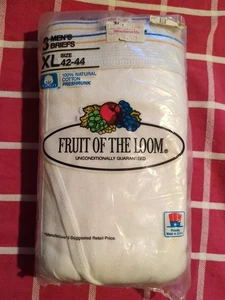 3 MEN'S
BRIEFS
XL SIZE
42-44
100% NATURAL
COTTON
PRESHRUNK
FRUIT OF THE LOOM®
UNCONDITIONALLY GUARANTEED
Manufacturer's Suggested Retail Price